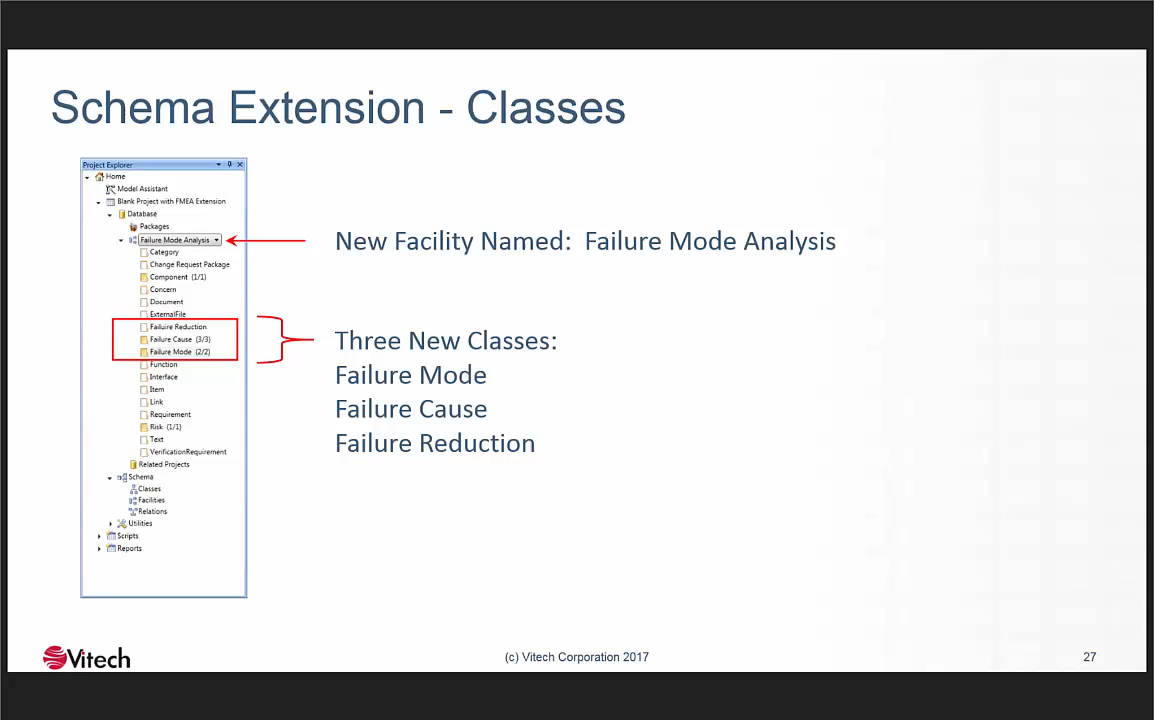 Schema Extension - Classes
Project Explorer
Home
Model Assistant
Blank Project with FMEA Extension
Database
Packages
Failure Mode Analysis
Category
Change Request Package
Component (1/1)
Concern
Document
ExternalFile
Failuire Reduction
Failure Cause (3/3)
Failure Mode (2/2)
Function
Interface
Item
Link
Requirement
Risk (1/1)
Text
VerificationRequirement
Related Projects
Schema
Classes
Facilities
Relations
Utilities
Scripts
Reports
New Facility Named: Failure Mode Analysis
Three New Classes:
Failure Mode
Failure Cause
Failure Reduction
Vitech
(c) Vitech Corporation 2017
27